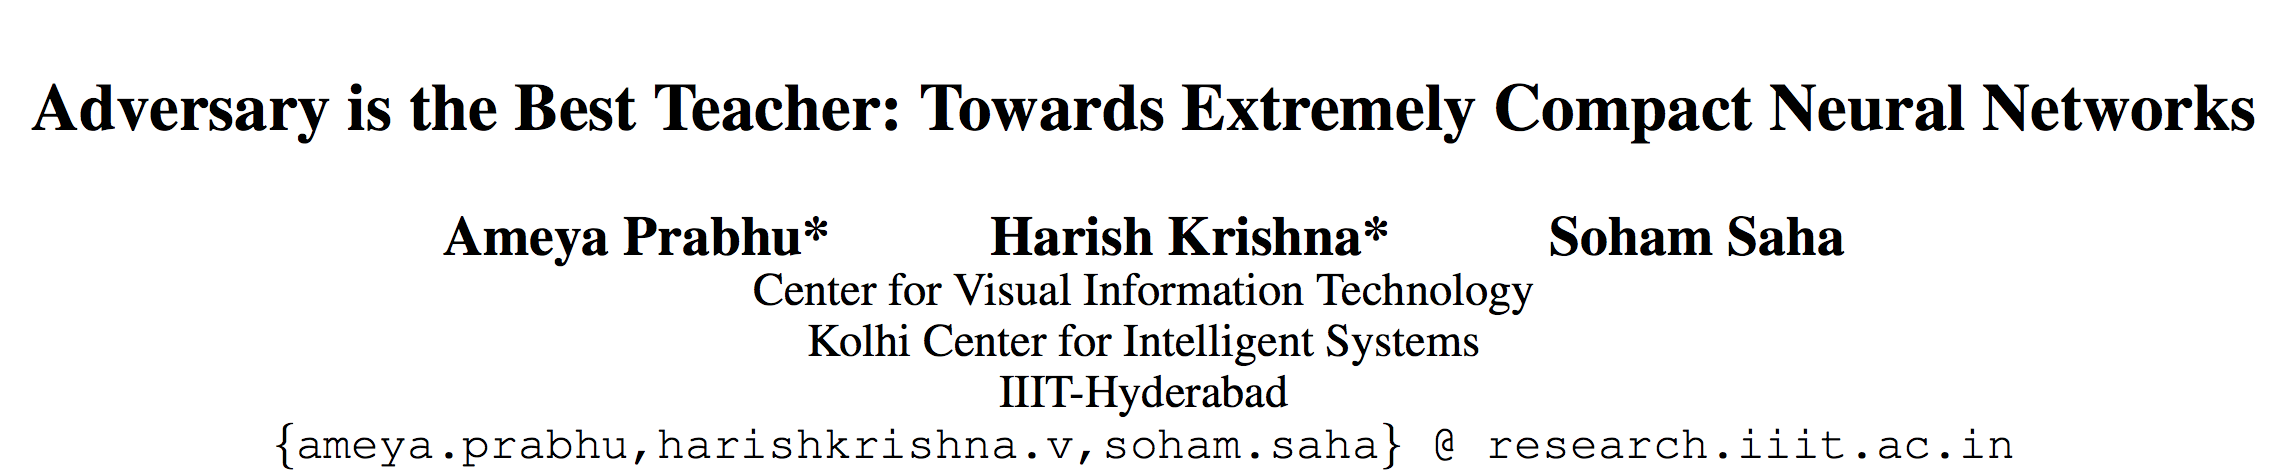 Adversary is the Best Teacher: Towards Extremely Compact Neural Networks
Ameya Prabhu* Harish Krishna* Soham Saha
Center for Visual Information Technology
Kolhi Center for Intelligent Systems
IIIT-Hyderabad
{ameya.prabhu,harishkrishna.v,soham.saha} @ research.iiit.ac.in